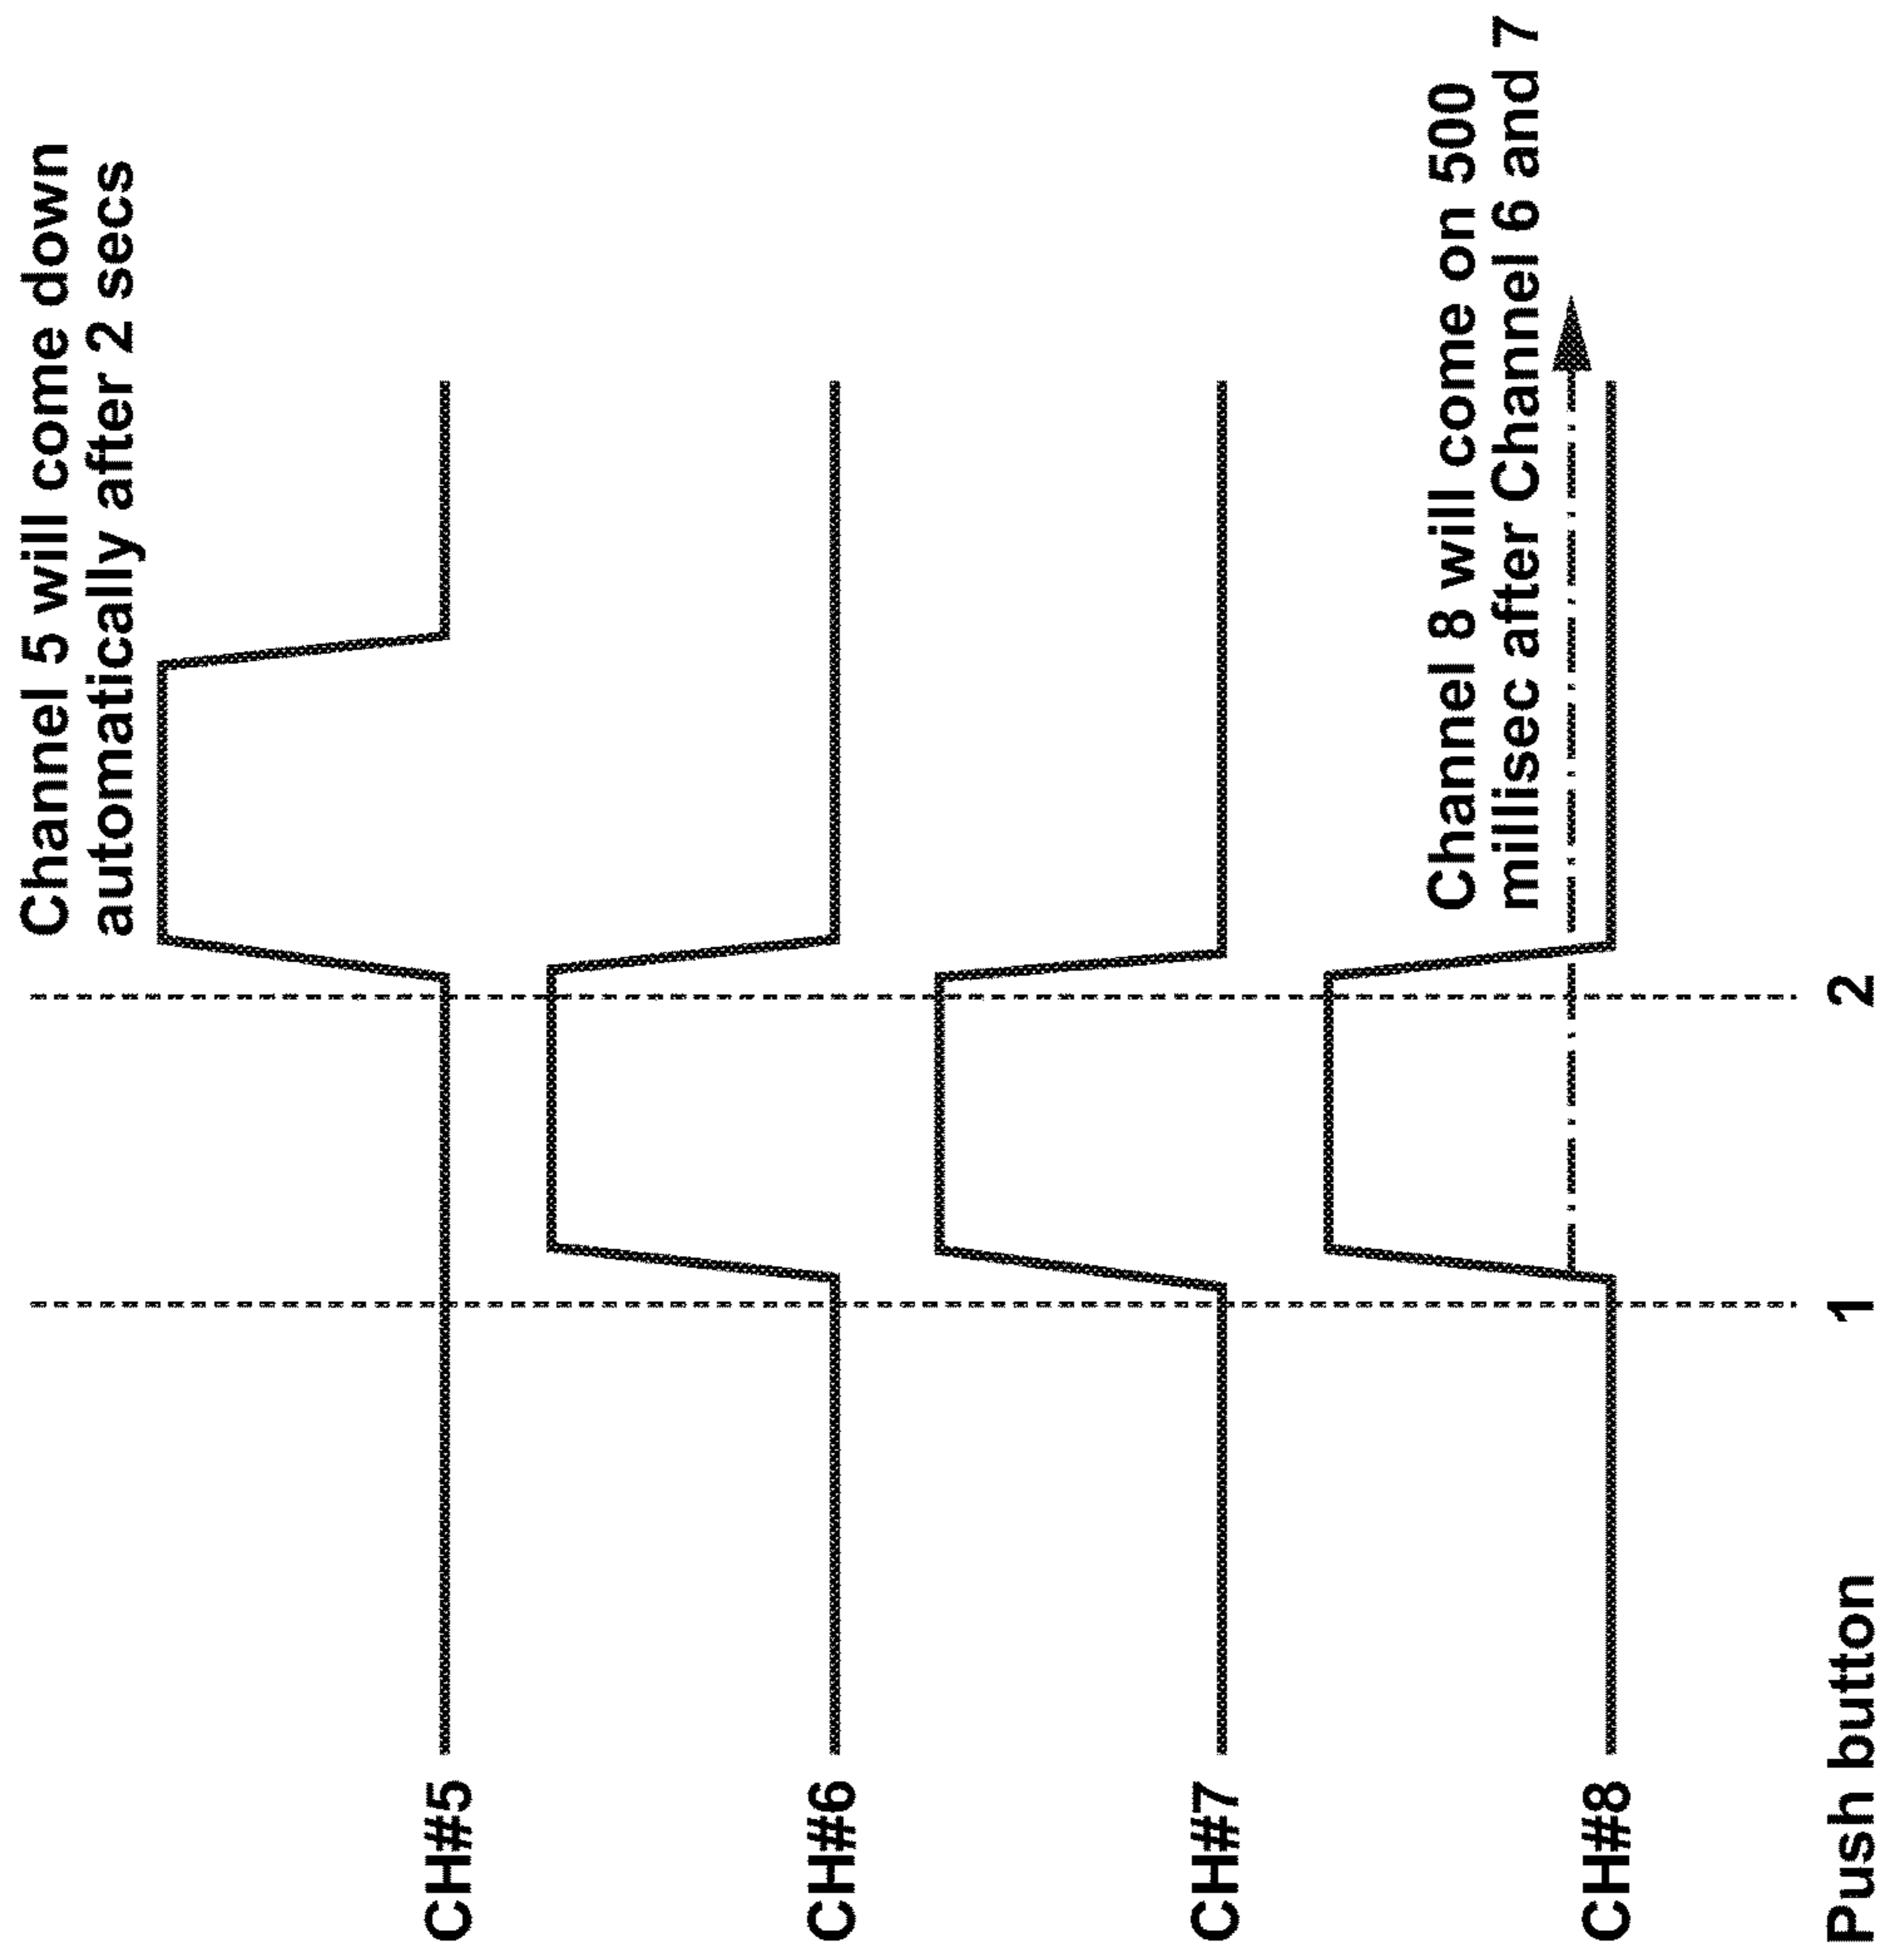 Channel 5 will come down
automatically after 2 secs
CH#5
CH#6
CH#7
Channel 8 will come on 500
millisec after Channel 6 and 7
CH#8
Push button 1 2